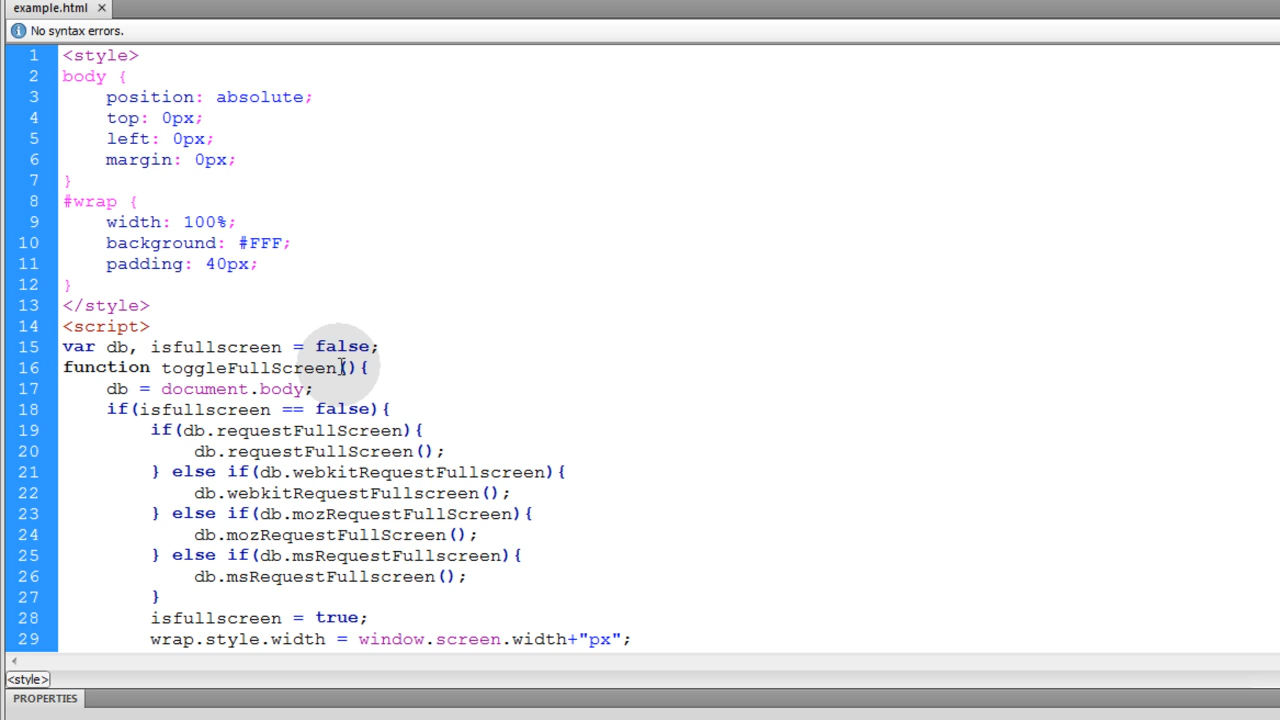 example.html ×
No syntax errors.
1 <style>
2 body {
3     position: absolute;
4     top: 0px;
5     left: 0px;
6     margin: 0px;
7 }
8 #wrap {
9     width: 100%;
10     background: #FFF;
11     padding: 40px;
12 }
13 </style>
14 <script>
15 var db, isfullscreen = false;
16 function toggleFullScreen(){
17     db = document.body;
18     if(isfullscreen == false){
19         if(db.requestFullScreen){
20             db.requestFullScreen();
21         } else if(db.webkitRequestFullscreen){
22             db.webkitRequestFullscreen();
23         } else if(db.mozRequestFullScreen){
24             db.mozRequestFullScreen();
25         } else if(db.msRequestFullscreen){
26             db.msRequestFullscreen();
27         }
28         isfullscreen = true;
29         wrap.style.width = window.screen.width+"px";
<style>
PROPERTIES